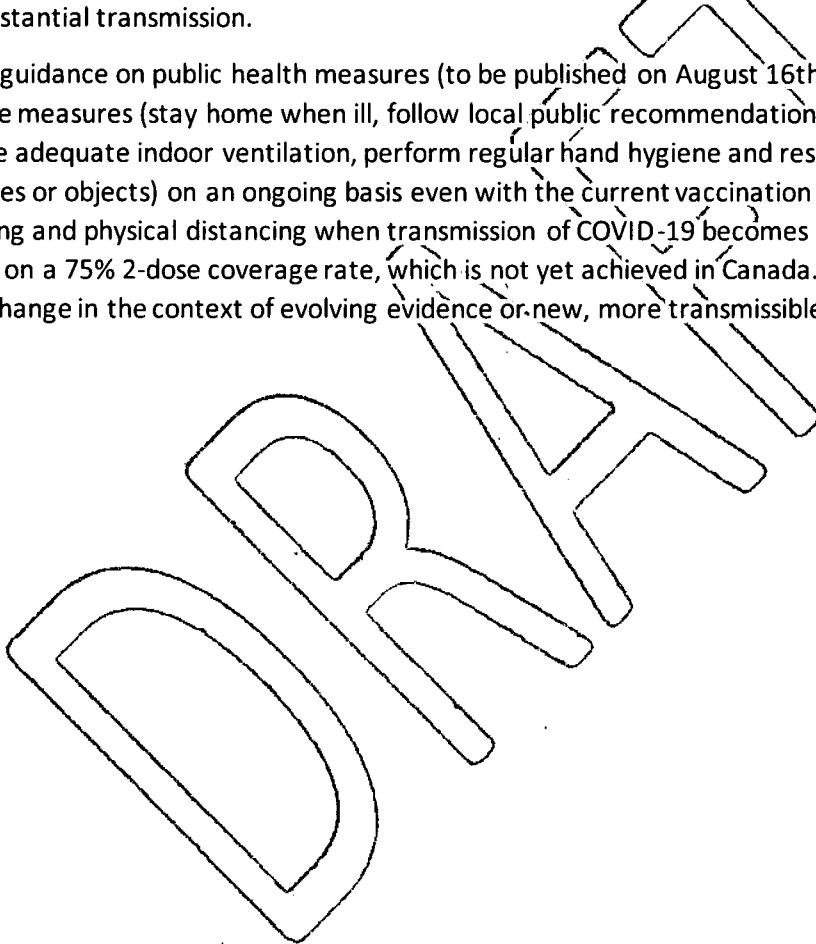 stantial transmission.
guidance on public health measures (to be published on August 16th
e measures (stay home when ill, follow local public recommendation
e adequate indoor ventilation, perform regular hand hygiene and res
es or objects) on an ongoing basis even with the current vaccination
ng and physical distancing when transmission of COVID-19 becomes
on a 75% 2-dose coverage rate, which is not yet achieved in Canada.
hange in the context of evolving evidence or new, more transmissible
DRAFT